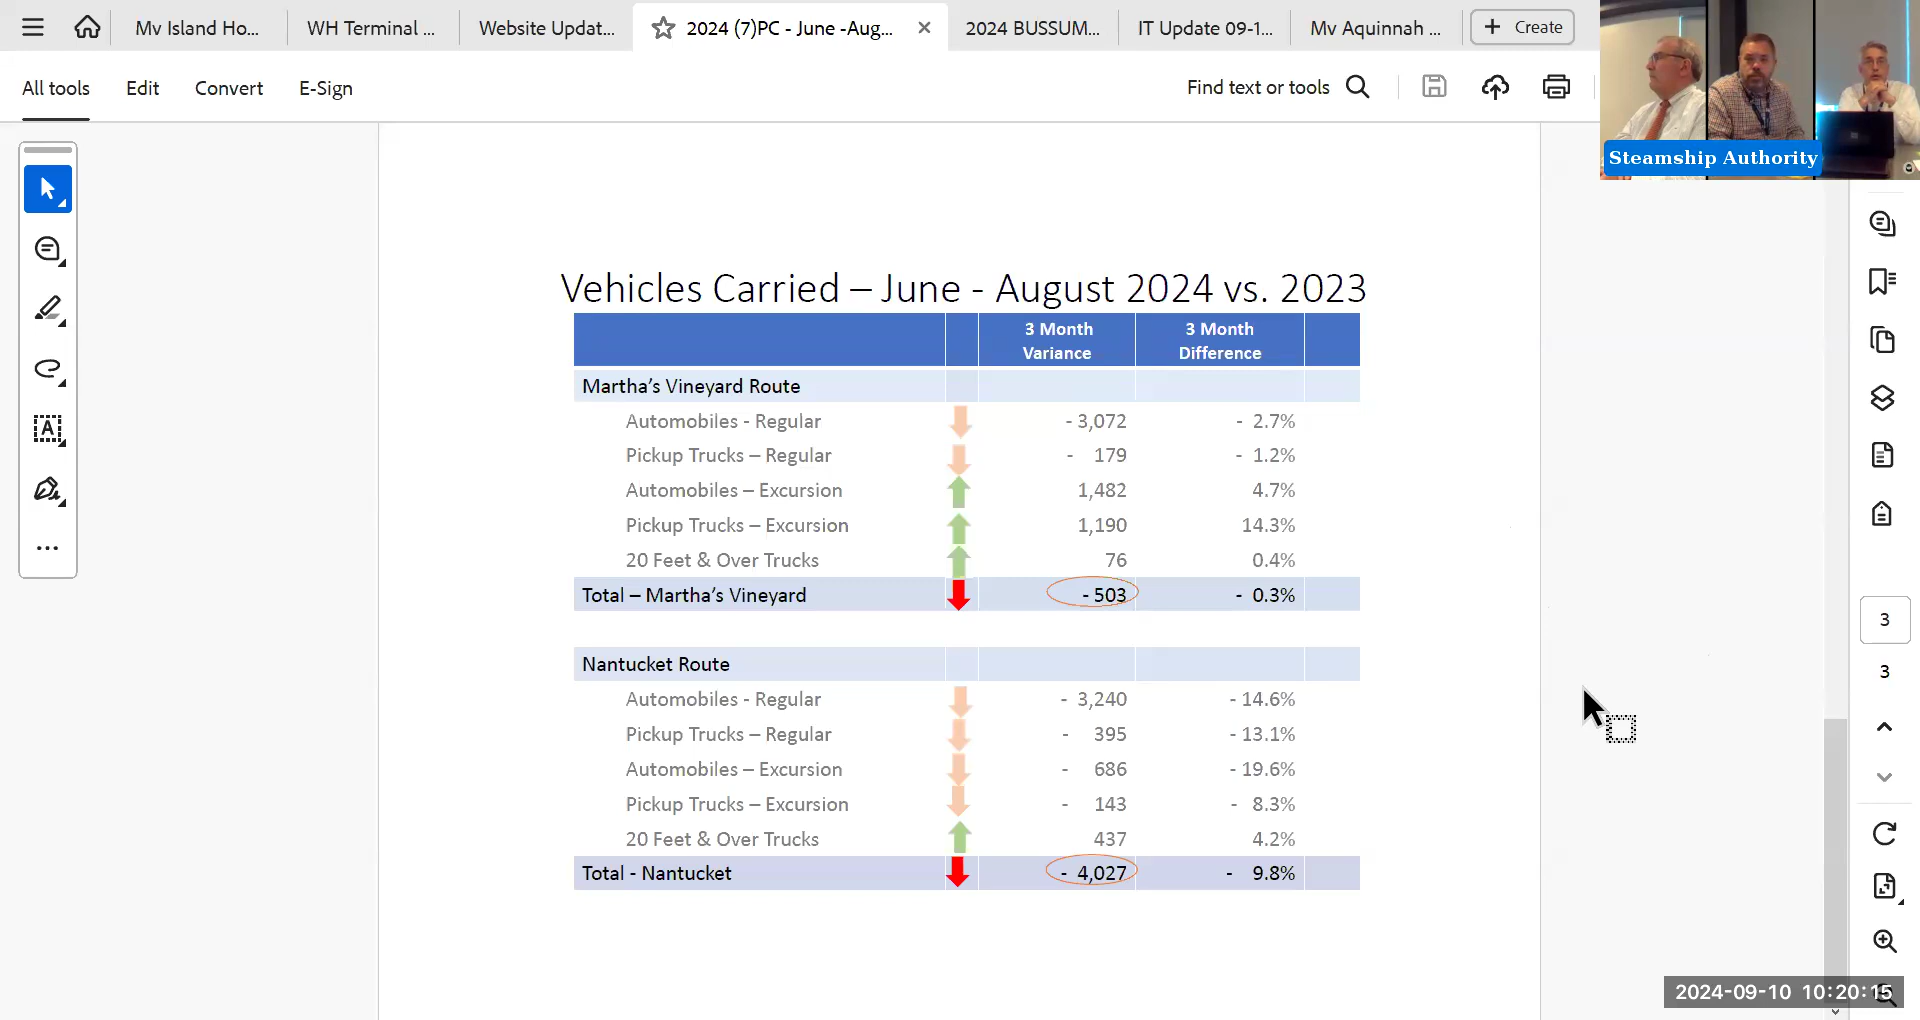 Mv Island Ho...
WH Terminal ...
Website Updat...
2024 (7)PC - June -Aug...
2024 BUSSUM...
IT Update 09-1...
Mv Aquinnah ...
Create
All tools
Edit
Convert
E-Sign
Find text or tools
Steamship Authority
Vehicles Carried – June - August 2024 vs. 2023
3 Month Variance
3 Month Difference
Martha's Vineyard Route
Automobiles - Regular - 3,072 - 2.7%
Pickup Trucks – Regular - 179 - 1.2%
Automobiles – Excursion 1,482 4.7%
Pickup Trucks – Excursion 1,190 14.3%
20 Feet & Over Trucks 76 0.4%
Total – Martha's Vineyard - 503 - 0.3%
Nantucket Route
Automobiles - Regular - 3,240 - 14.6%
Pickup Trucks – Regular - 395 - 13.1%
Automobiles – Excursion - 686 - 19.6%
Pickup Trucks – Excursion - 143 - 8.3%
20 Feet & Over Trucks 437 4.2%
Total - Nantucket - 4,027 - 9.8%
3
3
2024-09-10 10:20:15